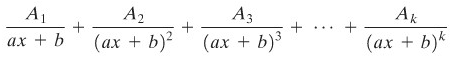 A₁/(ax + b) + A₂/(ax + b)² + A₃/(ax + b)³ + ⋯ + Aₖ/(ax + b)ᵏ